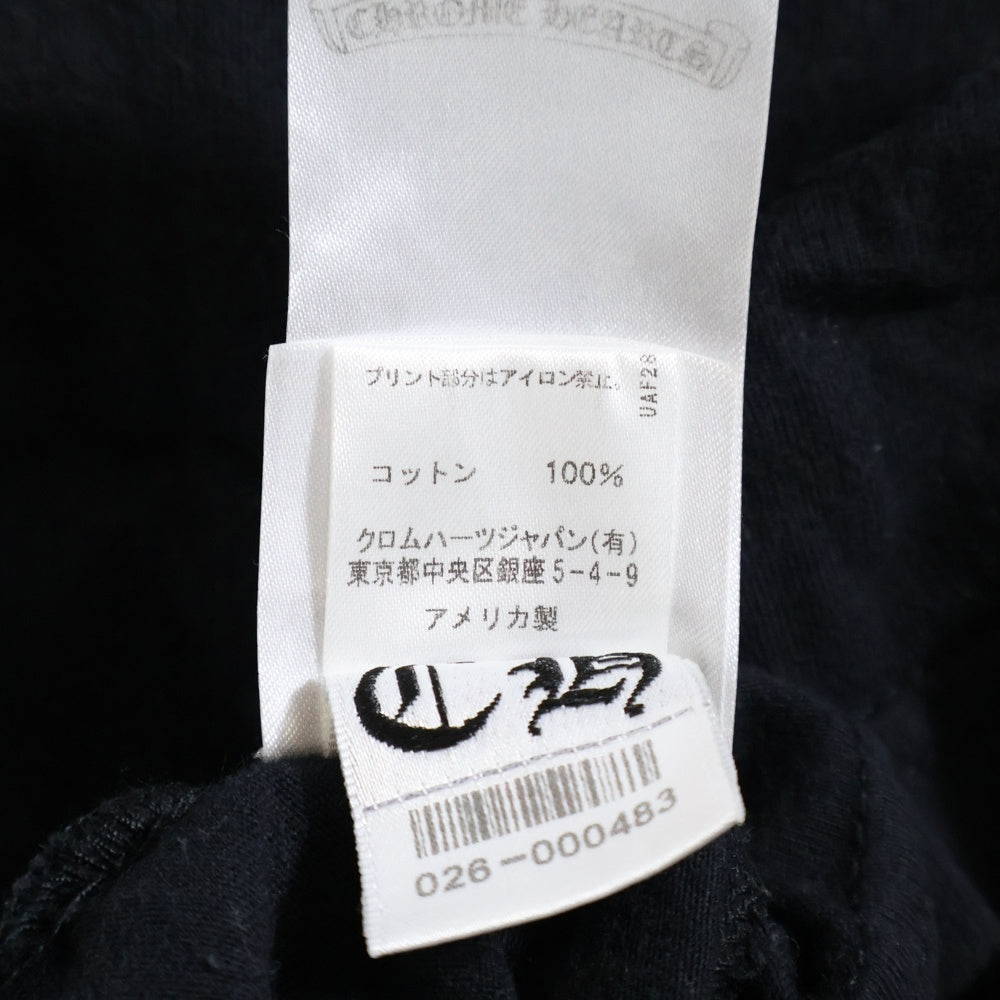 CHROME HEARTS
プリント部分はアイロン禁止。
UAF28
コットン 100%
クロムハーツジャパン(有)
東京都中央区銀座5-4-9
アメリカ製
026-000483